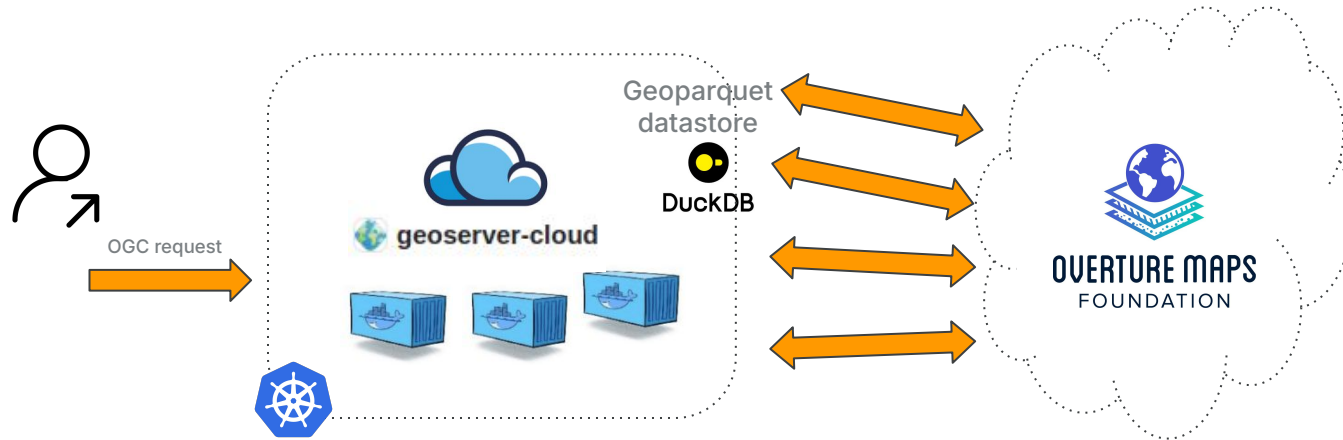 Geoparquet
datastore
DuckDB
OGC request
geoserver-cloud
OVERTURE MAPS
FOUNDATION